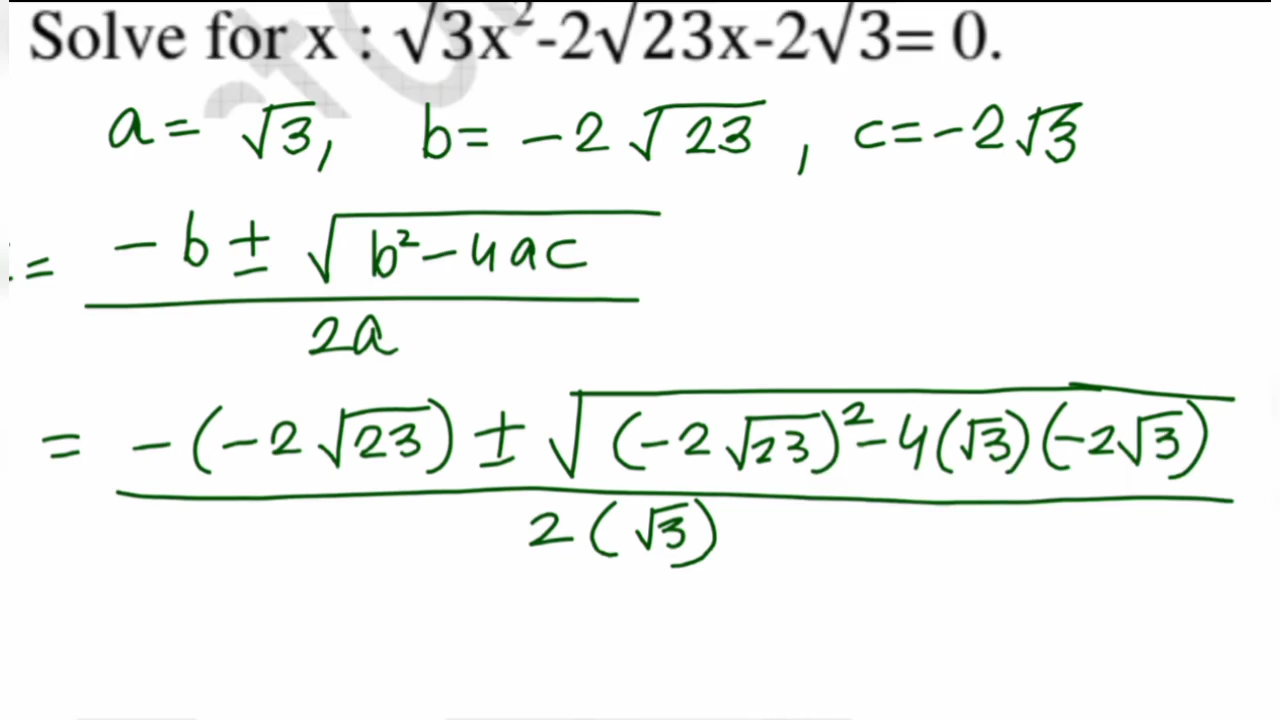 Solve for x : √3x²-2√23x-2√3= 0.
a = √3, b = -2√23 , c = -2√3
= -b ± √b²-4ac
2a
= -(-2√23) ± √(-2√23)²-4(√3)(-2√3)
2(√3)